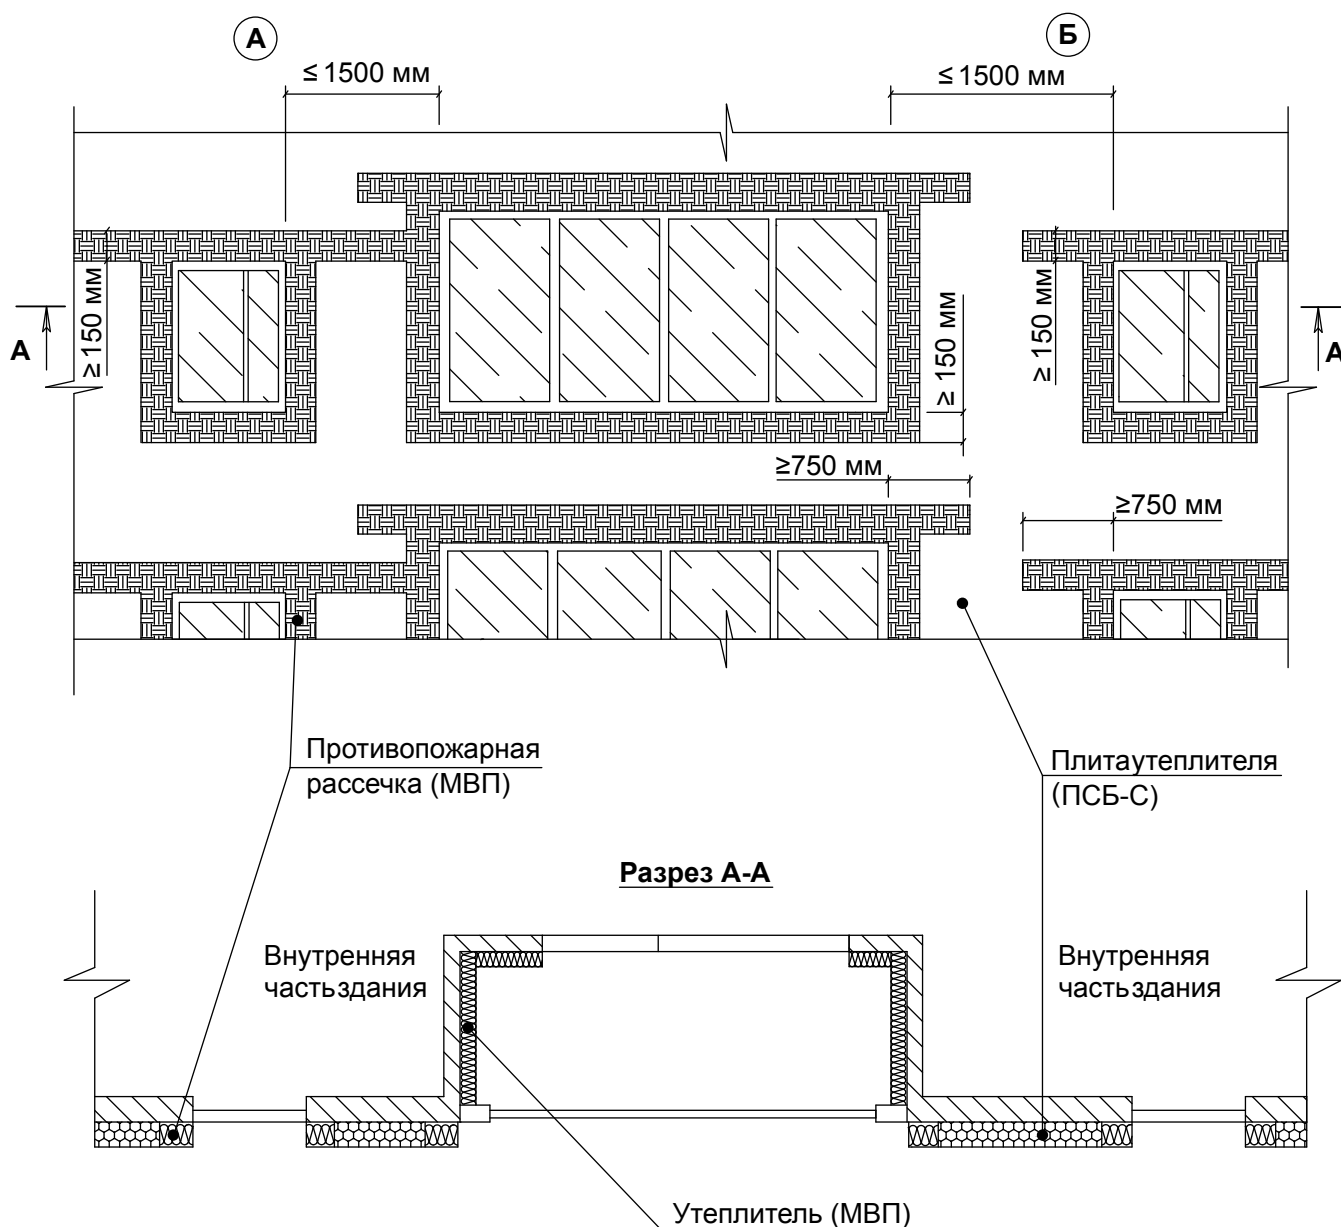 А
Б
≤ 1500 мм
≤ 1500 мм
≥ 150 мм
≥ 150 мм
≥ 150 мм
А
А
≥750 мм
≥750 мм
Противопожарная
рассечка (МВП)
Плитаутеплителя
(ПСБ-С)
Разрез А-А
Внутренняя
частьздания
Внутренняя
частьздания
Утеплитель (МВП)